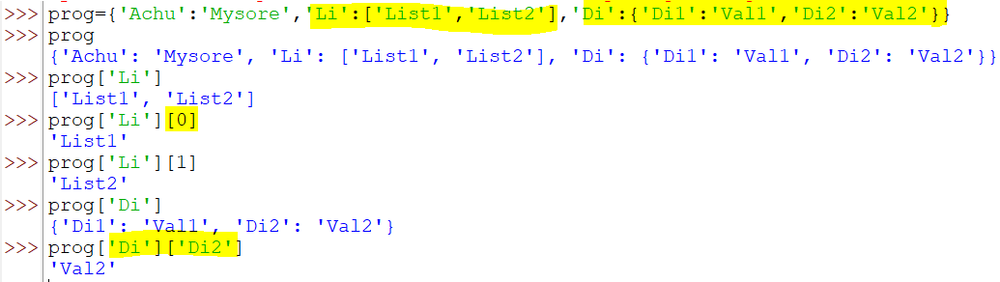 >>> prog={'Achu':'Mysore','Li':['List1','List2'],'Di':{'Di1':'Val1','Di2':'Val2'}}
>>> prog
{'Achu': 'Mysore', 'Li': ['List1', 'List2'], 'Di': {'Di1': 'Val1', 'Di2': 'Val2'}}
>>> prog['Li']
['List1', 'List2']
>>> prog['Li'][0]
'List1'
>>> prog['Li'][1]
'List2'
>>> prog['Di']
{'Di1': 'Val1', 'Di2': 'Val2'}
>>> prog['Di']['Di2']
'Val2'